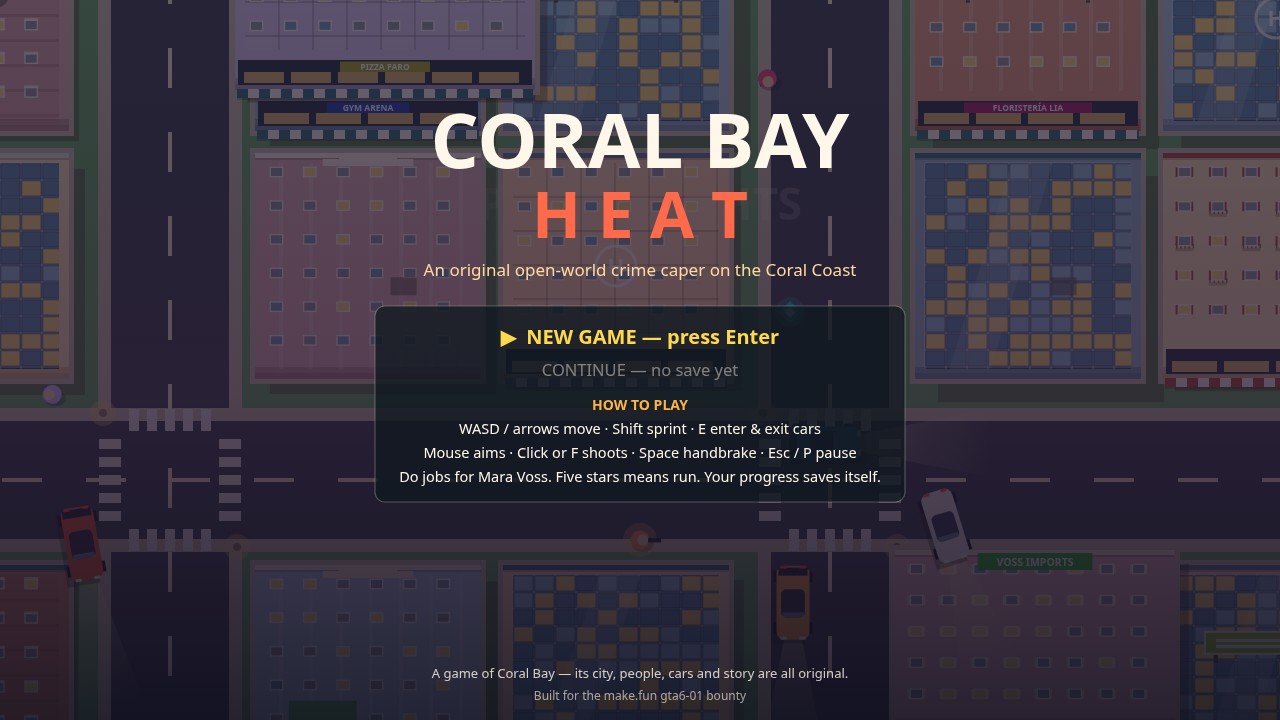 PIZZA FARO
GYM ARENA
FLORISTERÍA LIA
CORAL BAY
HEAT
An original open-world crime caper on the Coral Coast
▶ NEW GAME — press Enter
CONTINUE — no save yet
HOW TO PLAY
WASD / arrows move · Shift sprint · E enter & exit cars
Mouse aims · Click or F shoots · Space handbrake · Esc / P pause
Do jobs for Mara Voss. Five stars means run. Your progress saves itself.
VOSS IMPORTS
A game of Coral Bay — its city, people, cars and story are all original.
Built for the make.fun gta6-01 bounty